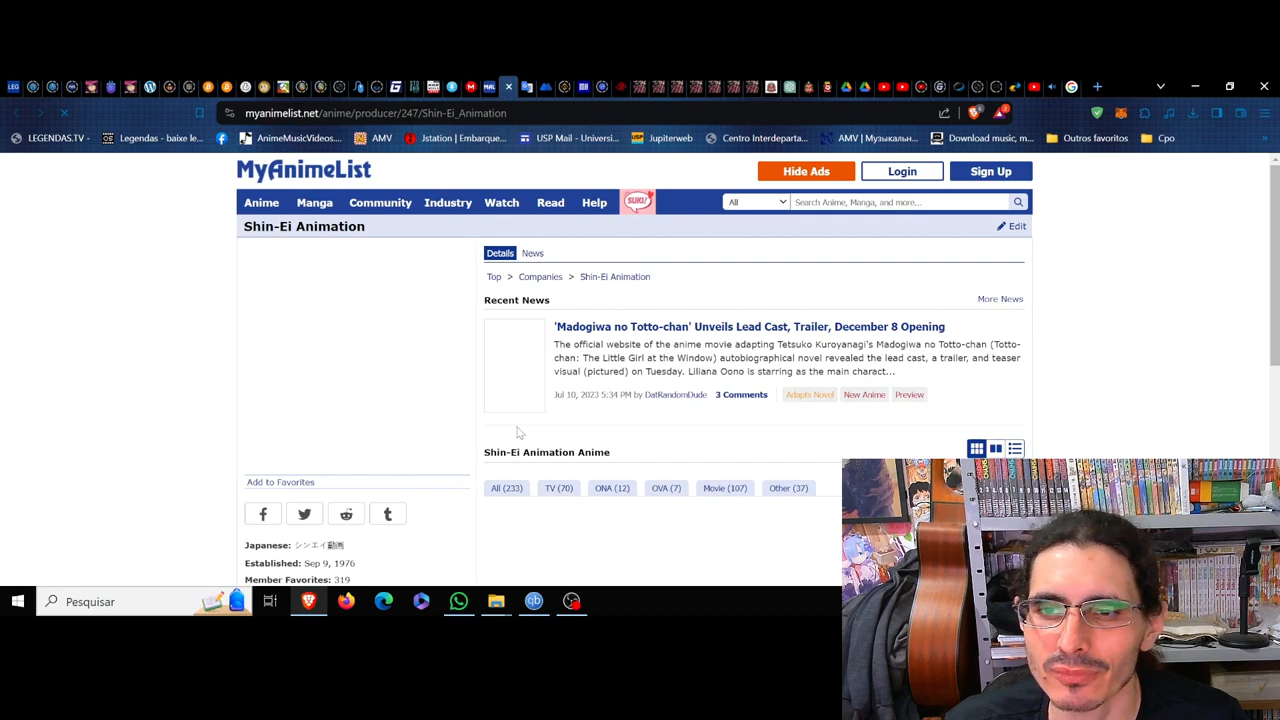 myanimelist.net/anime/producer/247/Shin-Ei_Animation
LEGENDAS.TV - Legendas - baixe le... AnimeMusicVideos.... AMV Jstation | Embarque... USP Mail - Universi... Jupiterweb Centro Interdeparta... AMV | Музыкальн... Download music, m... Outros favoritos Cpo
MyAnimeList
Hide Ads Login Sign Up
Anime Manga Community Industry Watch Read Help SUKI! All Search Anime, Manga, and more...
Shin-Ei Animation Edit
Details News
Top > Companies > Shin-Ei Animation
Recent News More News
'Madogiwa no Totto-chan' Unveils Lead Cast, Trailer, December 8 Opening
The official website of the anime movie adapting Tetsuko Kuroyanagi's Madogiwa no Totto-chan (Totto-
chan: The Little Girl at the Window) autobiographical novel revealed the lead cast, a trailer, and teaser
visual (pictured) on Tuesday. Liliana Oono is starring as the main charact...
Jul 10, 2023 5:34 PM by DatRandomDude 3 Comments Adapts Novel New Anime Preview
Shin-Ei Animation Anime
All (233) TV (70) ONA (12) OVA (7) Movie (107) Other (37)
Add to Favorites
Japanese: シンエイ動画
Established: Sep 9, 1976
Member Favorites: 319
Pesquisar